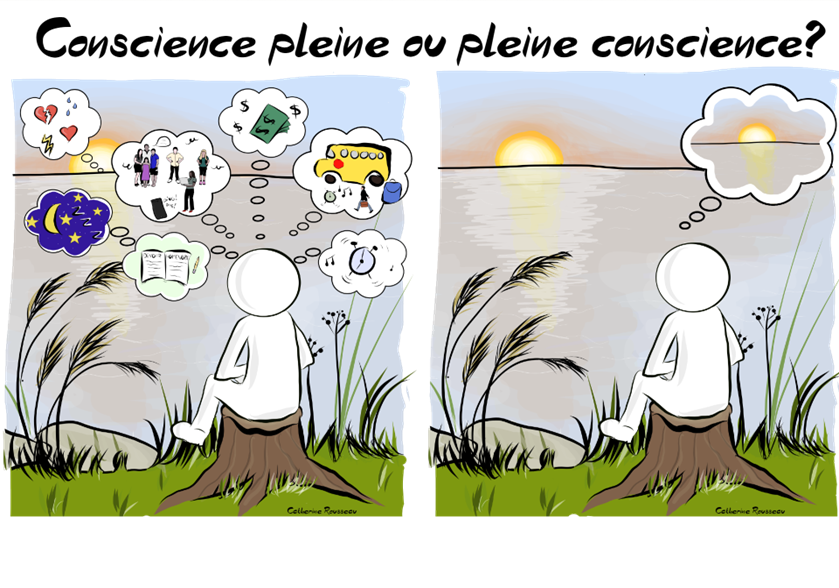 Conscience pleine ou pleine conscience?
$ $
$ $
z z z z
Catherine Rousseau
Catherine Rousseau